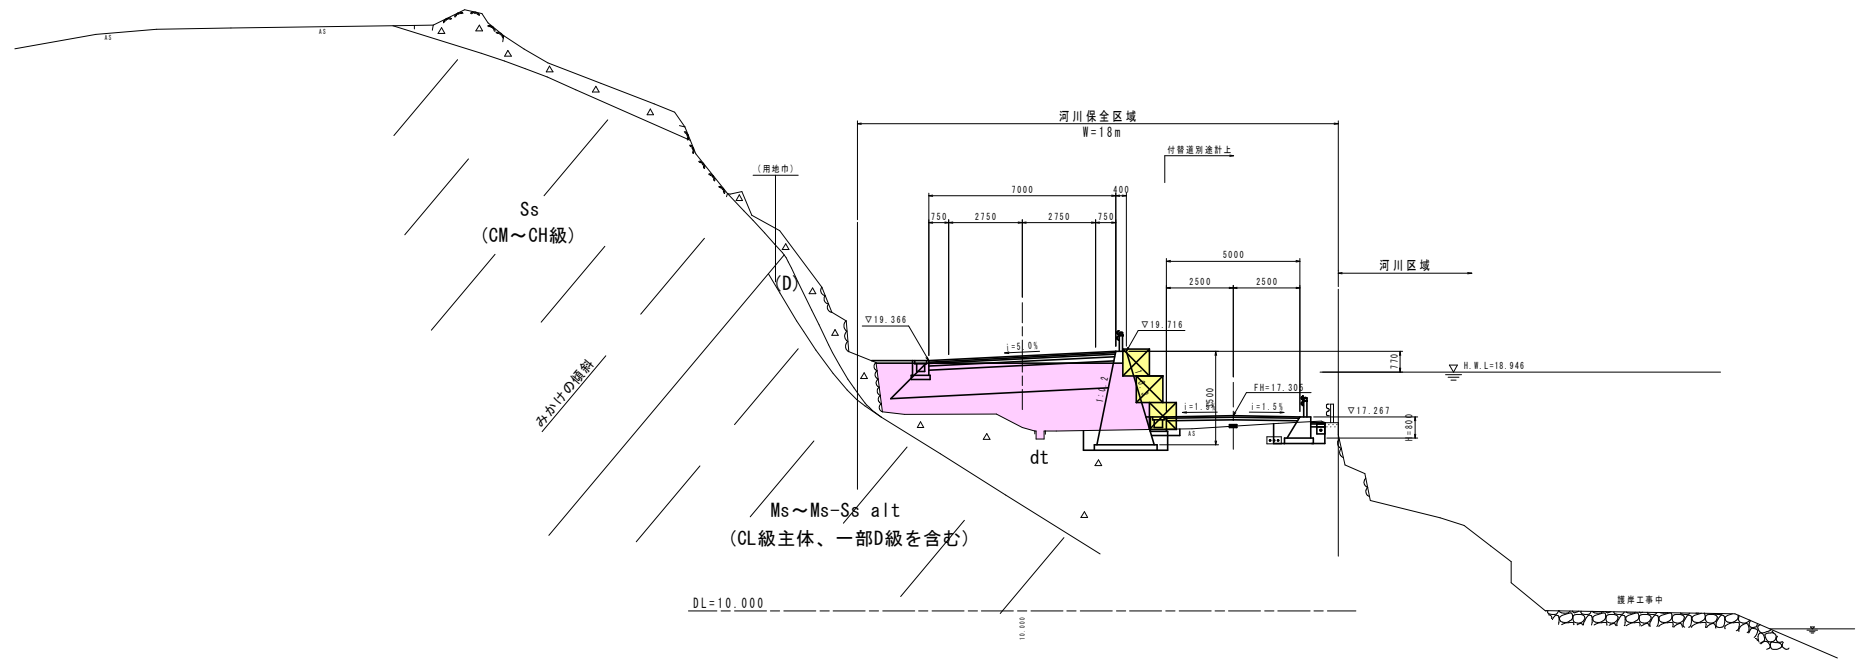 AS
AS
河川保全区域
W=18m
付替道別途計上
(用地巾)
7000
400
750
2750
2750
750
Ss
(CM～CH級)
5000
河川区域
2500
2500
(D)
▽19.366
▽19.716
i=5.0%
770
H.W.L=18.946
みかけの傾斜
FH=17.305
i=1.5%
i=1.5%
▽17.267
H=800
AS
dt
Ms～Ms-Ss alt
(CL級主体、一部D級を含む)
DL=10.000
10.000
護岸工事中